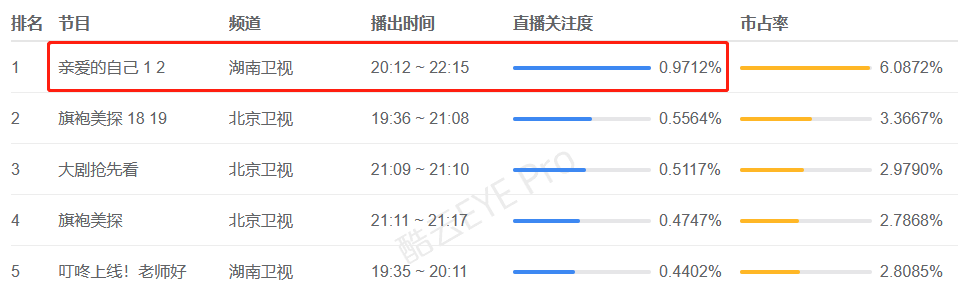 排名 节目 频道 播出时间 直播关注度 市占率
1 亲爱的自己 1 2 湖南卫视 20:12 ~ 22:15 0.9712% 6.0872%
2 旗袍美探 18 19 北京卫视 19:36 ~ 21:08 0.5564% 3.3667%
3 大剧抢先看 北京卫视 21:09 ~ 21:10 0.5117% 2.9790%
4 旗袍美探 北京卫视 21:11 ~ 21:17 0.4747% 2.7868%
5 叮咚上线！老师好 湖南卫视 19:35 ~ 20:11 0.4402% 2.8085%
酷云EYE Pro